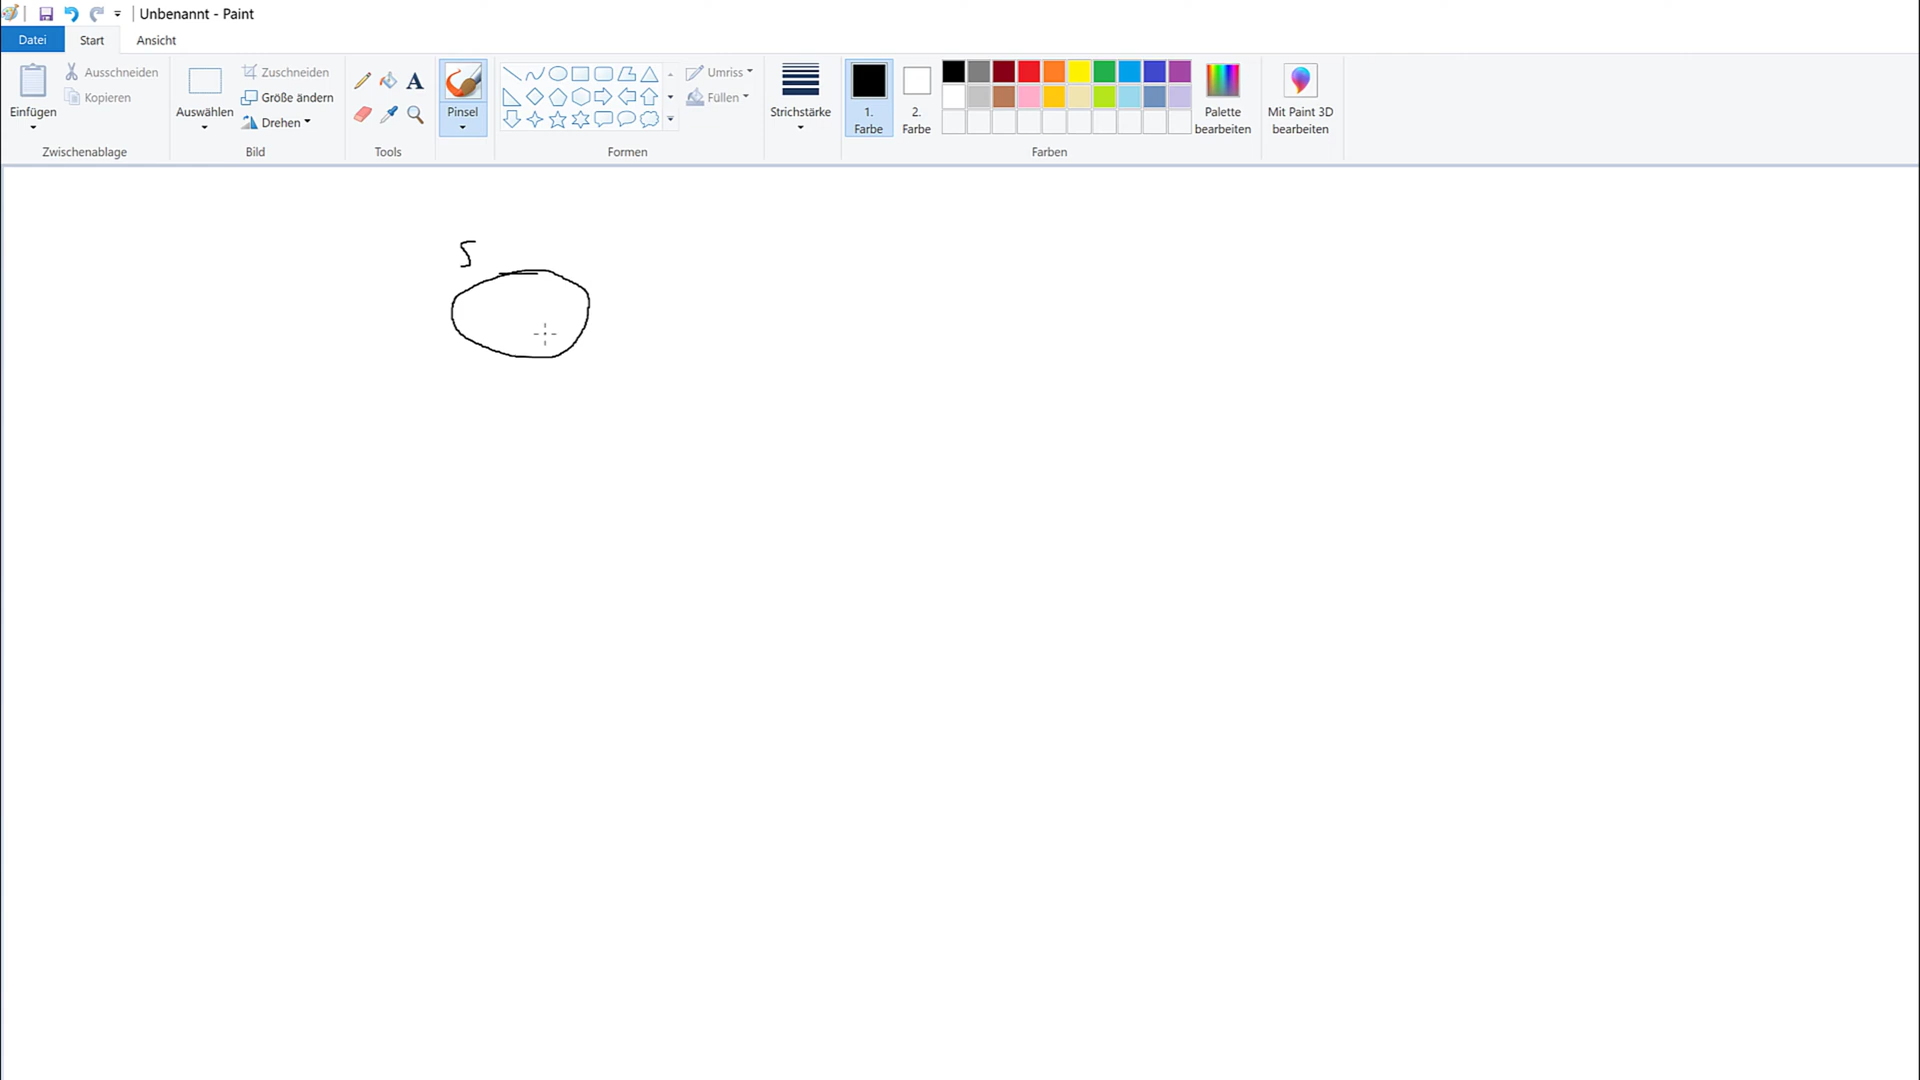 Unbenannt - Paint
Datei Start Ansicht
Einfügen
Ausschneiden
Kopieren
Zwischenablage
Auswählen
Zuschneiden
Größe ändern
Drehen
Bild
A
Tools
Pinsel
Umriss
Füllen
Formen
Strichstärke
1.
Farbe
2.
Farbe
Palette
bearbeiten
Farben
Mit Paint 3D
bearbeiten
S